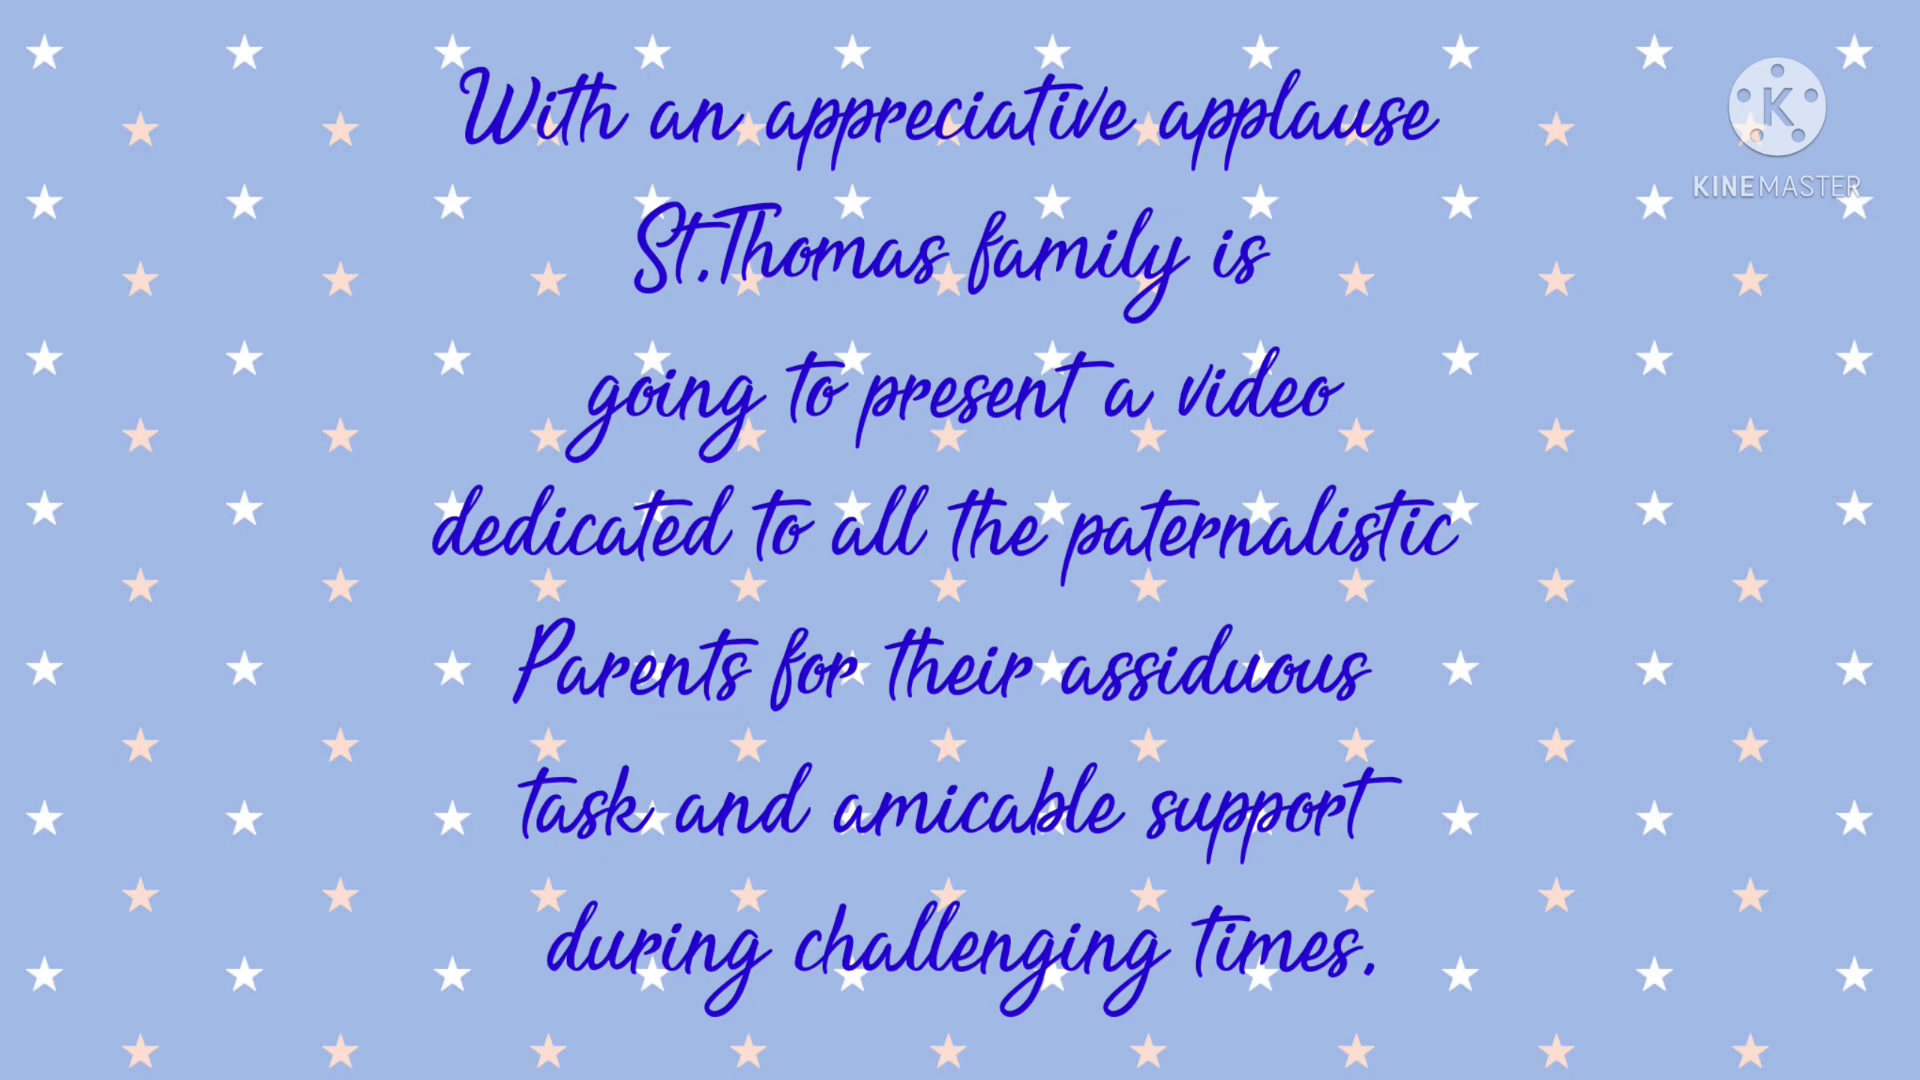 With an appreciative applause
St.Thomas family is
going to present a video
dedicated to all the paternalistic
Parents for their assiduous
task and amicable support
during challenging times.
K
KINEMASTER